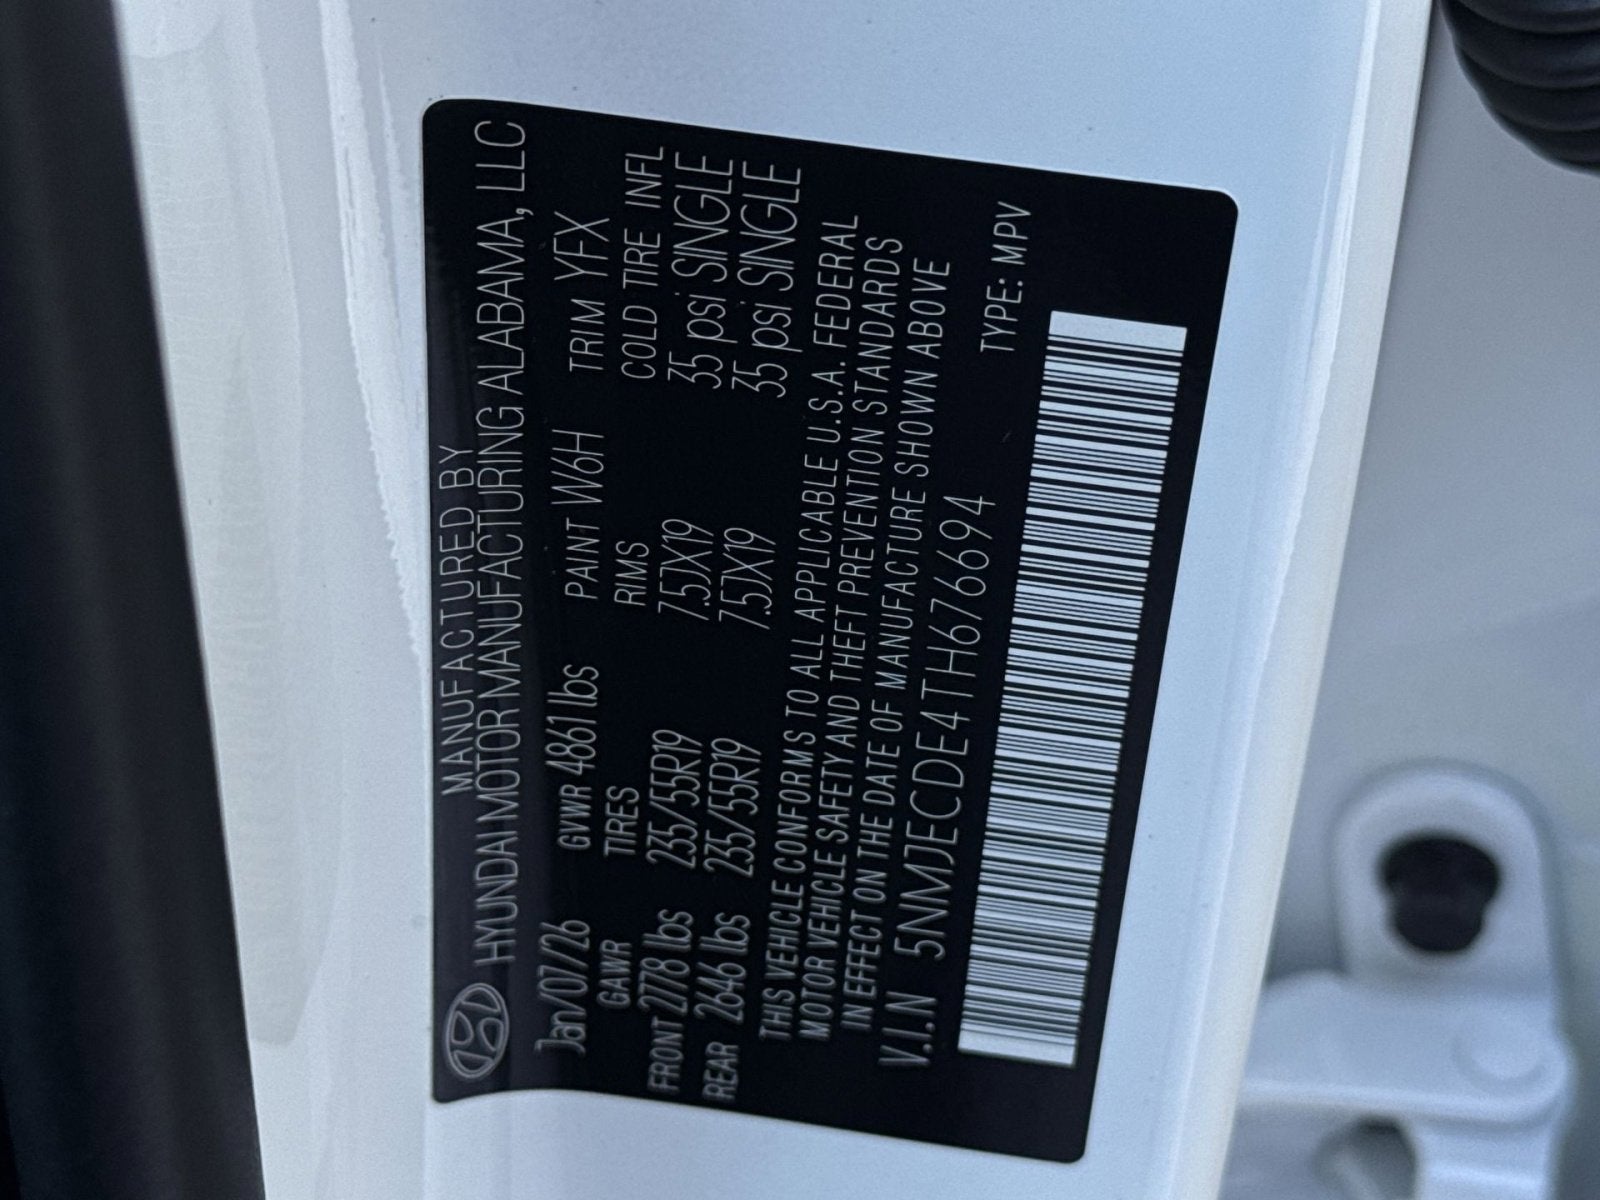 MANUFACTURED BY
HYUNDAI MOTOR MANUFACTURING ALABAMA, LLC
Jan/07/26 GVWR 4861 lbs PAINT W6H TRIM YFX
GAWR TIRES RIMS COLD TIRE INFL
FRONT 2778 lbs 235/55R19 7.5JX19 35 psi SINGLE
REAR 2646 lbs 235/55R19 7.5JX19 35 psi SINGLE
THIS VEHICLE CONFORMS TO ALL APPLICABLE U.S.A. FEDERAL
MOTOR VEHICLE SAFETY AND THEFT PREVENTION STANDARDS
IN EFFECT ON THE DATE OF MANUFACTURE SHOWN ABOVE
V.I.N 5NMJECDE4TH676694
TYPE: MPV